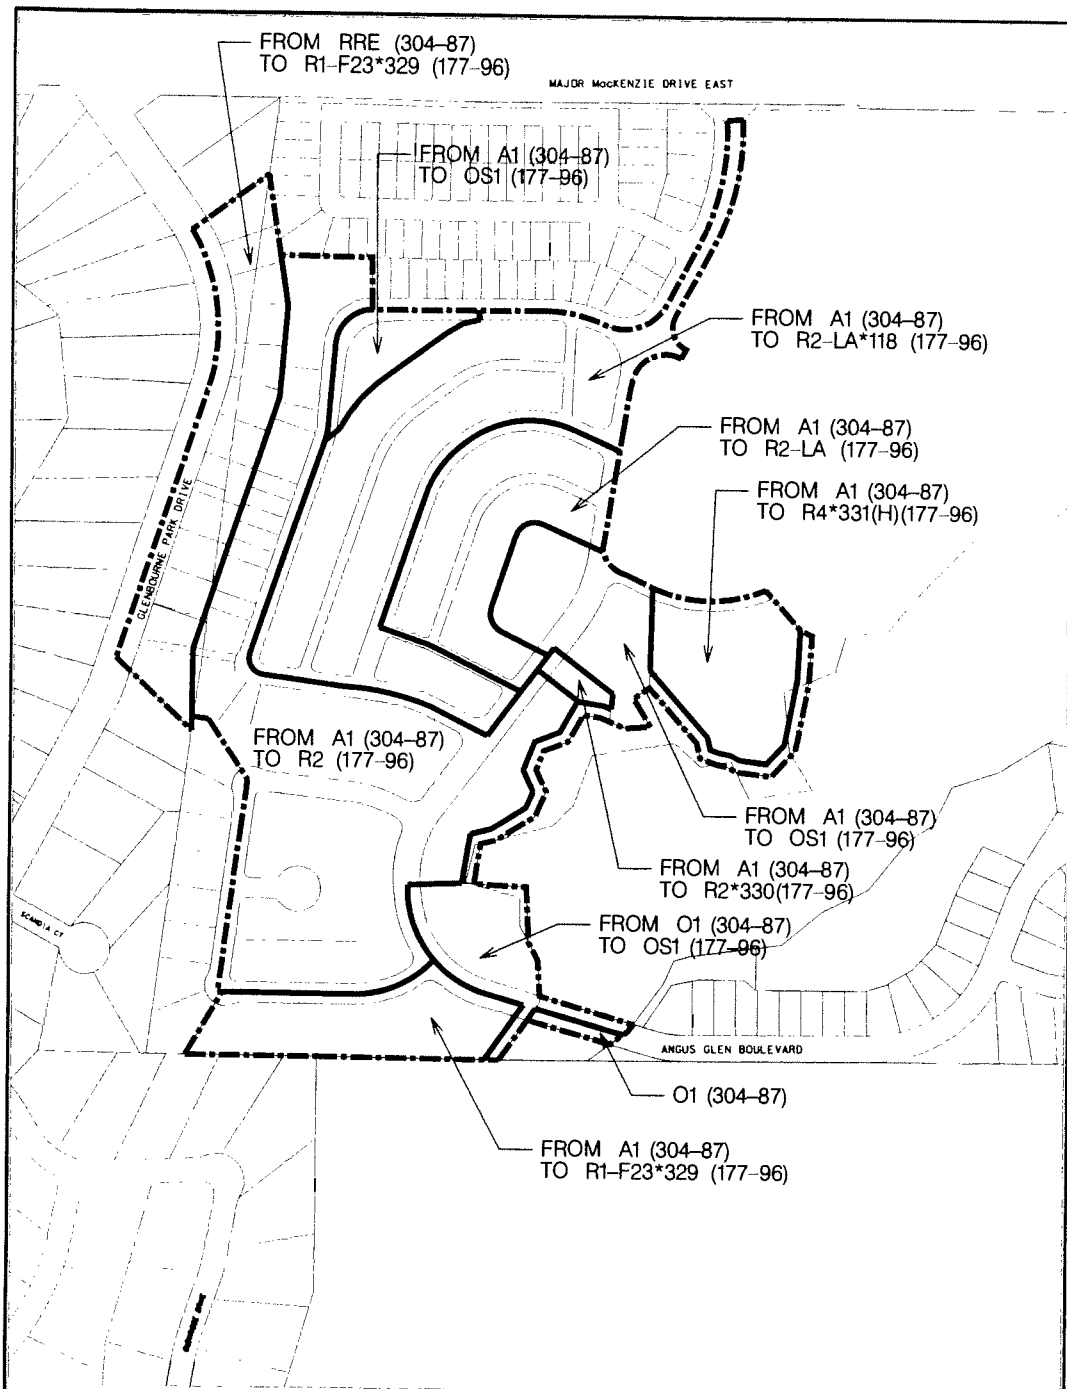 FROM RRE (304-87)
TO R1-F23*329 (177-96)
MAJOR MacKENZIE DRIVE EAST
FROM A1 (304-87)
TO OS1 (177-96)
FROM A1 (304-87)
TO R2-LA*118 (177-96)
FROM A1 (304-87)
TO R2-LA (177-96)
FROM A1 (304-87)
TO R4*331(H)(177-96)
GLENBOURNE PARK DRIVE
FROM A1 (304-87)
TO R2 (177-96)
FROM A1 (304-87)
TO OS1 (177-96)
FROM A1 (304-87)
TO R2*330(177-96)
SCANDIA CT
FROM O1 (304-87)
TO OS1 (177-96)
ANGUS GLEN BOULEVARD
O1 (304-87)
FROM A1 (304-87)
TO R1-F23*329 (177-96)
DRIVE